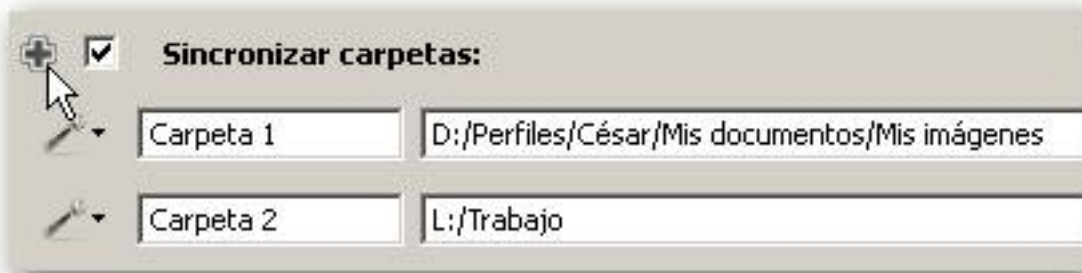 Sincronizar carpetas:
Carpeta 1 D:/Perfiles/César/Mis documentos/Mis imágenes
Carpeta 2 L:/Trabajo